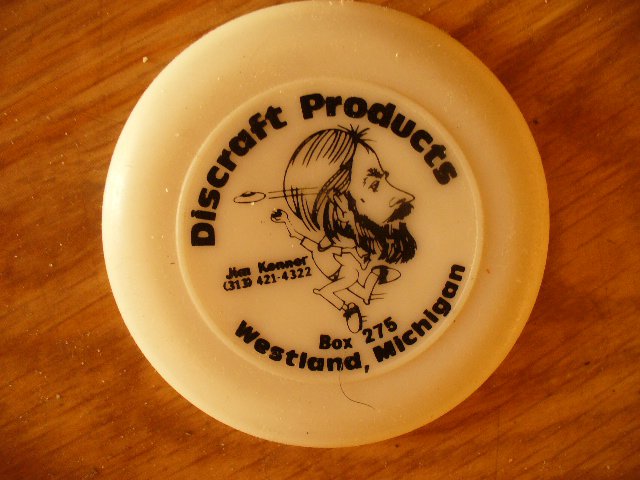 Discraft Products
Jim Kenner
(313) 421-4322
Box 275
Westland, Michigan